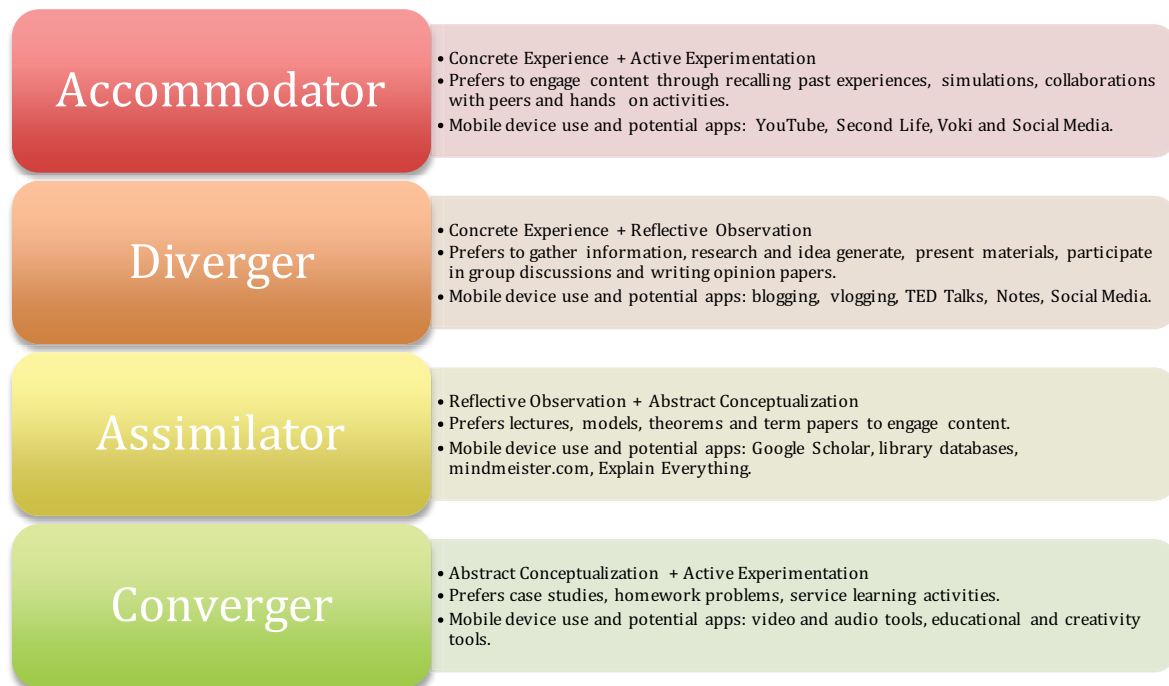 Accommodator
• Concrete Experience + Active Experimentation
• Prefers to engage content through recalling past experiences, simulations, collaborations
with peers and hands on activities.
• Mobile device use and potential apps: YouTube, Second Life, Voki and Social Media.
Diverger
• Concrete Experience + Reflective Observation
• Prefers to gather information, research and idea generate, present materials, participate
in group discussions and writing opinion papers.
• Mobile device use and potential apps: blogging, vlogging, TED Talks, Notes, Social Media.
Assimilator
• Reflective Observation + Abstract Conceptualization
• Prefers lectures, models, theorems and term papers to engage content.
• Mobile device use and potential apps: Google Scholar, library databases,
mindmeister.com, Explain Everything.
Converger
• Abstract Conceptualization + Active Experimentation
• Prefers case studies, homework problems, service learning activities.
• Mobile device use and potential apps: video and audio tools, educational and creativity
tools.